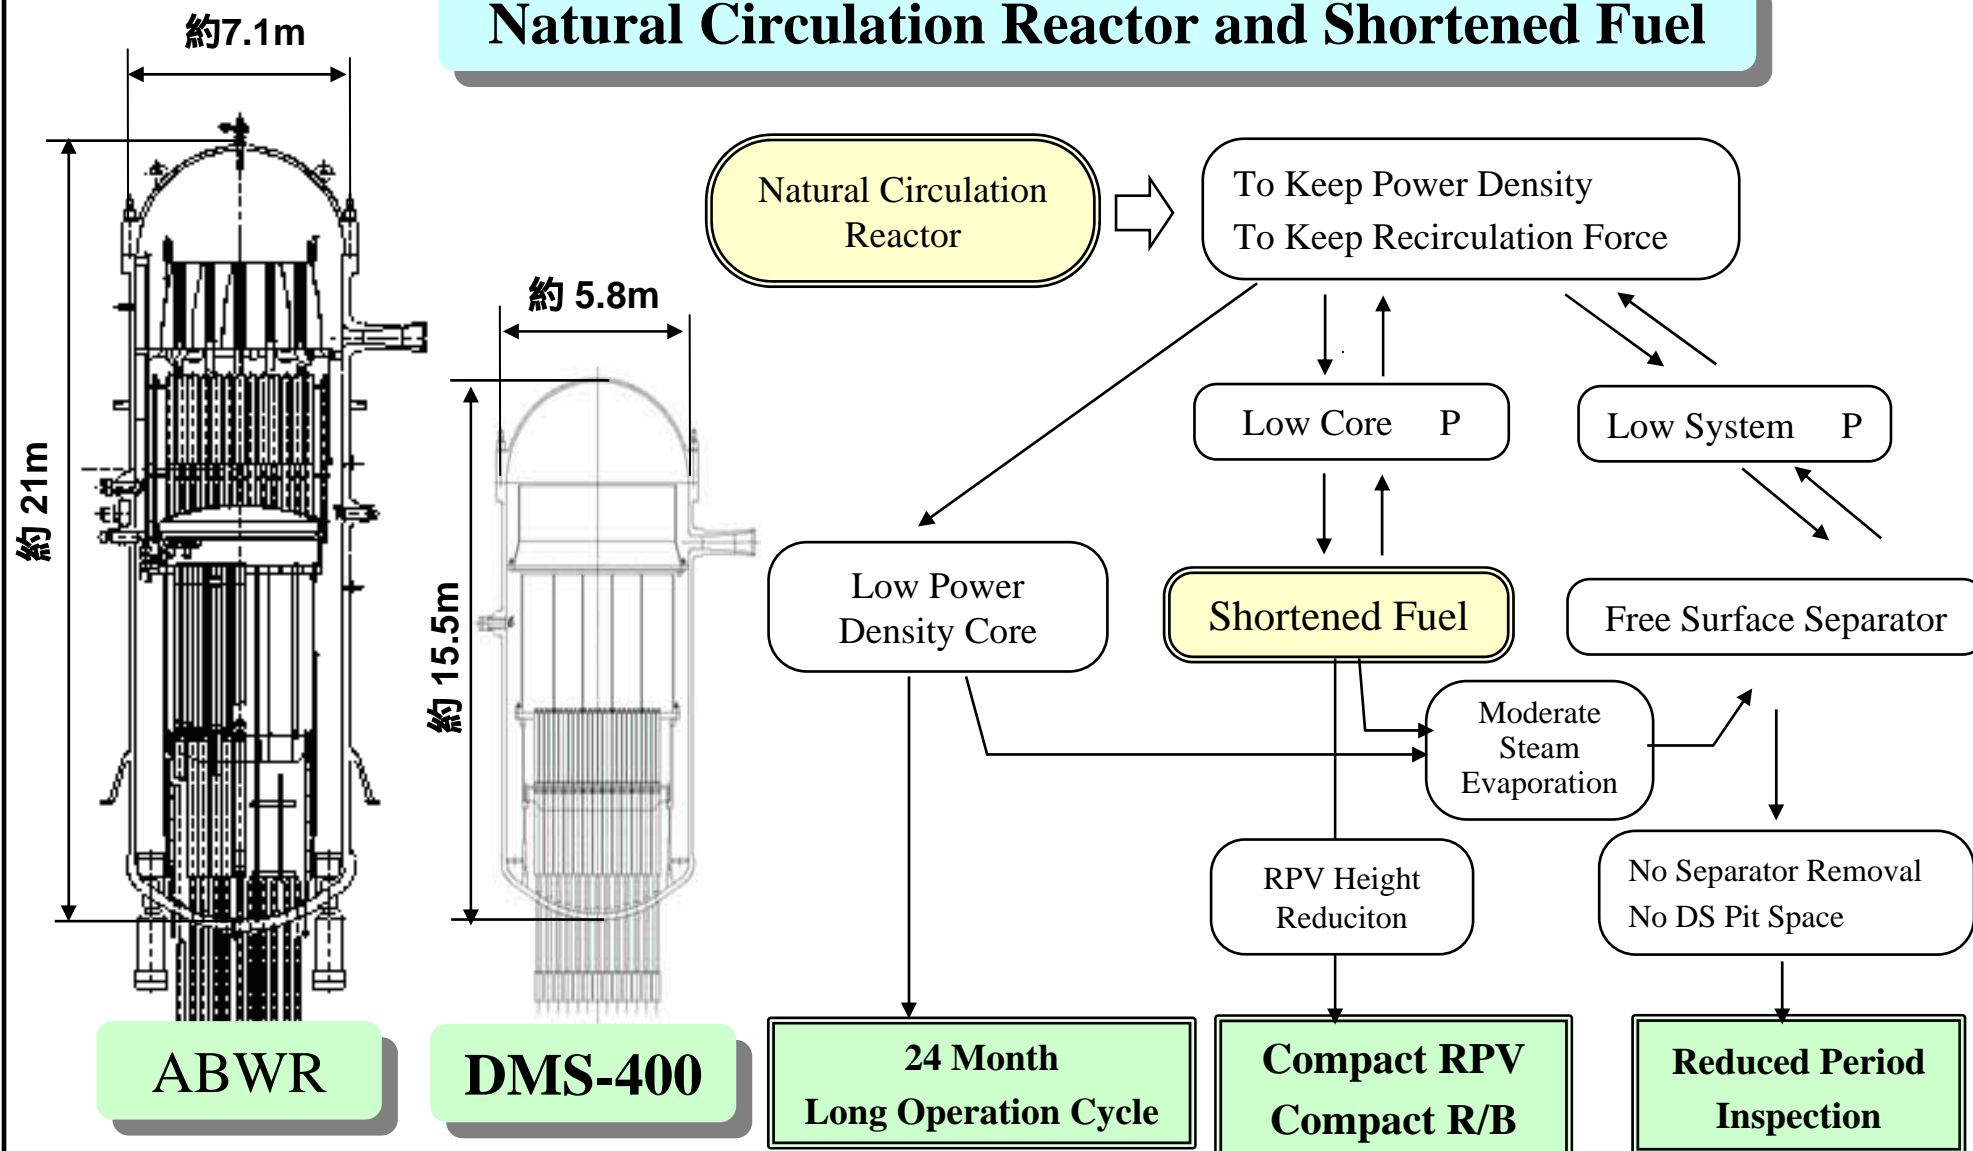 Natural Circulation Reactor and Shortened Fuel
約7.1m
約 21m
約 5.8m
約 15.5m
ABWR
DMS-400
Natural Circulation
Reactor
To Keep Power Density
To Keep Recirculation Force
Low Core P
Low System P
Low Power
Density Core
Shortened Fuel
Free Surface Separator
Moderate
Steam
Evaporation
RPV Height
Reduciton
No Separator Removal
No DS Pit Space
24 Month
Long Operation Cycle
Compact RPV
Compact R/B
Reduced Period
Inspection